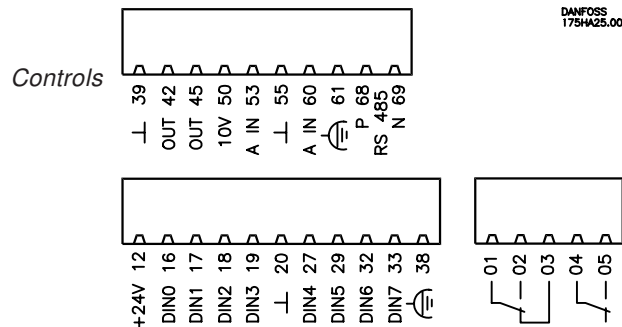 DANFOSS
175HA25.00
Controls
39 42 45 50 53 55 60 61 68 69
OUT OUT 10V A IN A IN P RS 485 N
12 16 17 18 19 20 27 29 32 33 38
+24V DIN0 DIN1 DIN2 DIN3 DIN4 DIN5 DIN6 DIN7
01 02 03 04 05